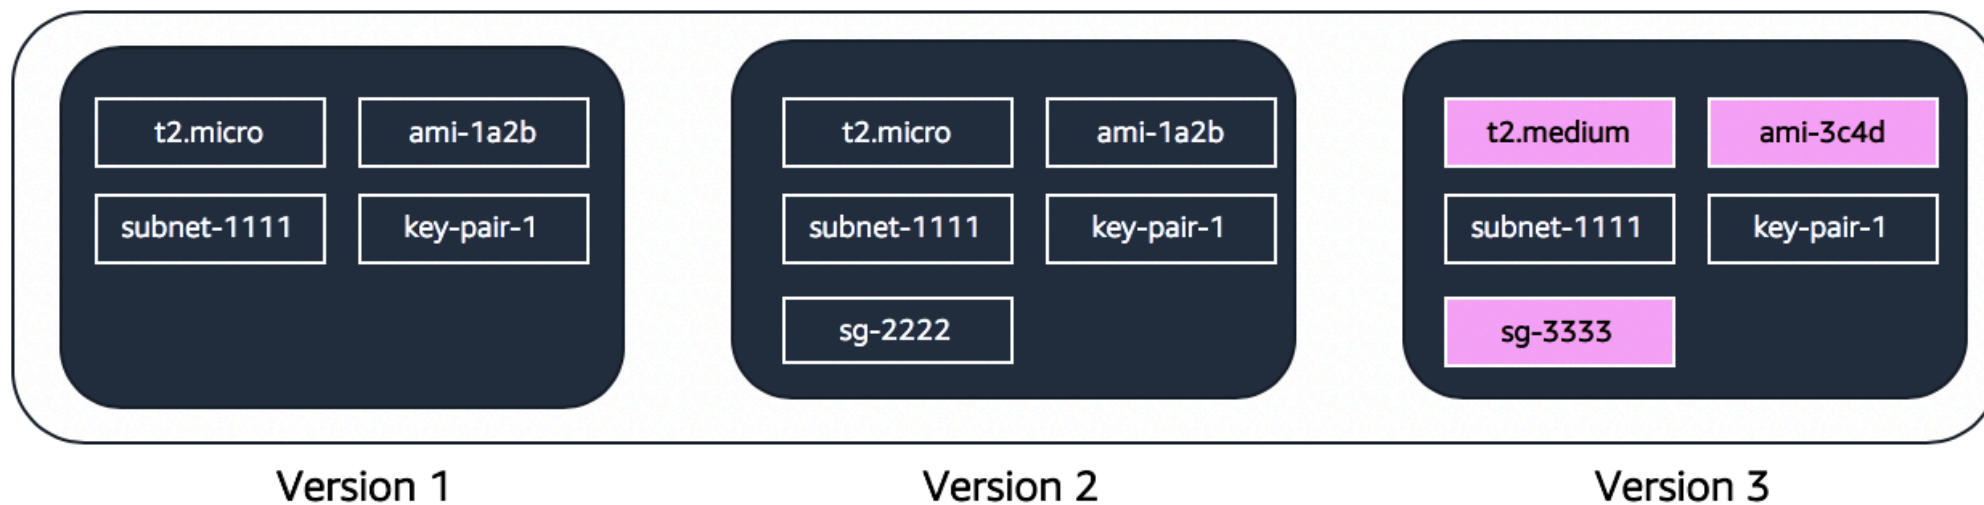 t2.micro
ami-1a2b
subnet-1111
key-pair-1
Version 1
t2.micro
ami-1a2b
subnet-1111
key-pair-1
sg-2222
Version 2
t2.medium
ami-3c4d
subnet-1111
key-pair-1
sg-3333
Version 3